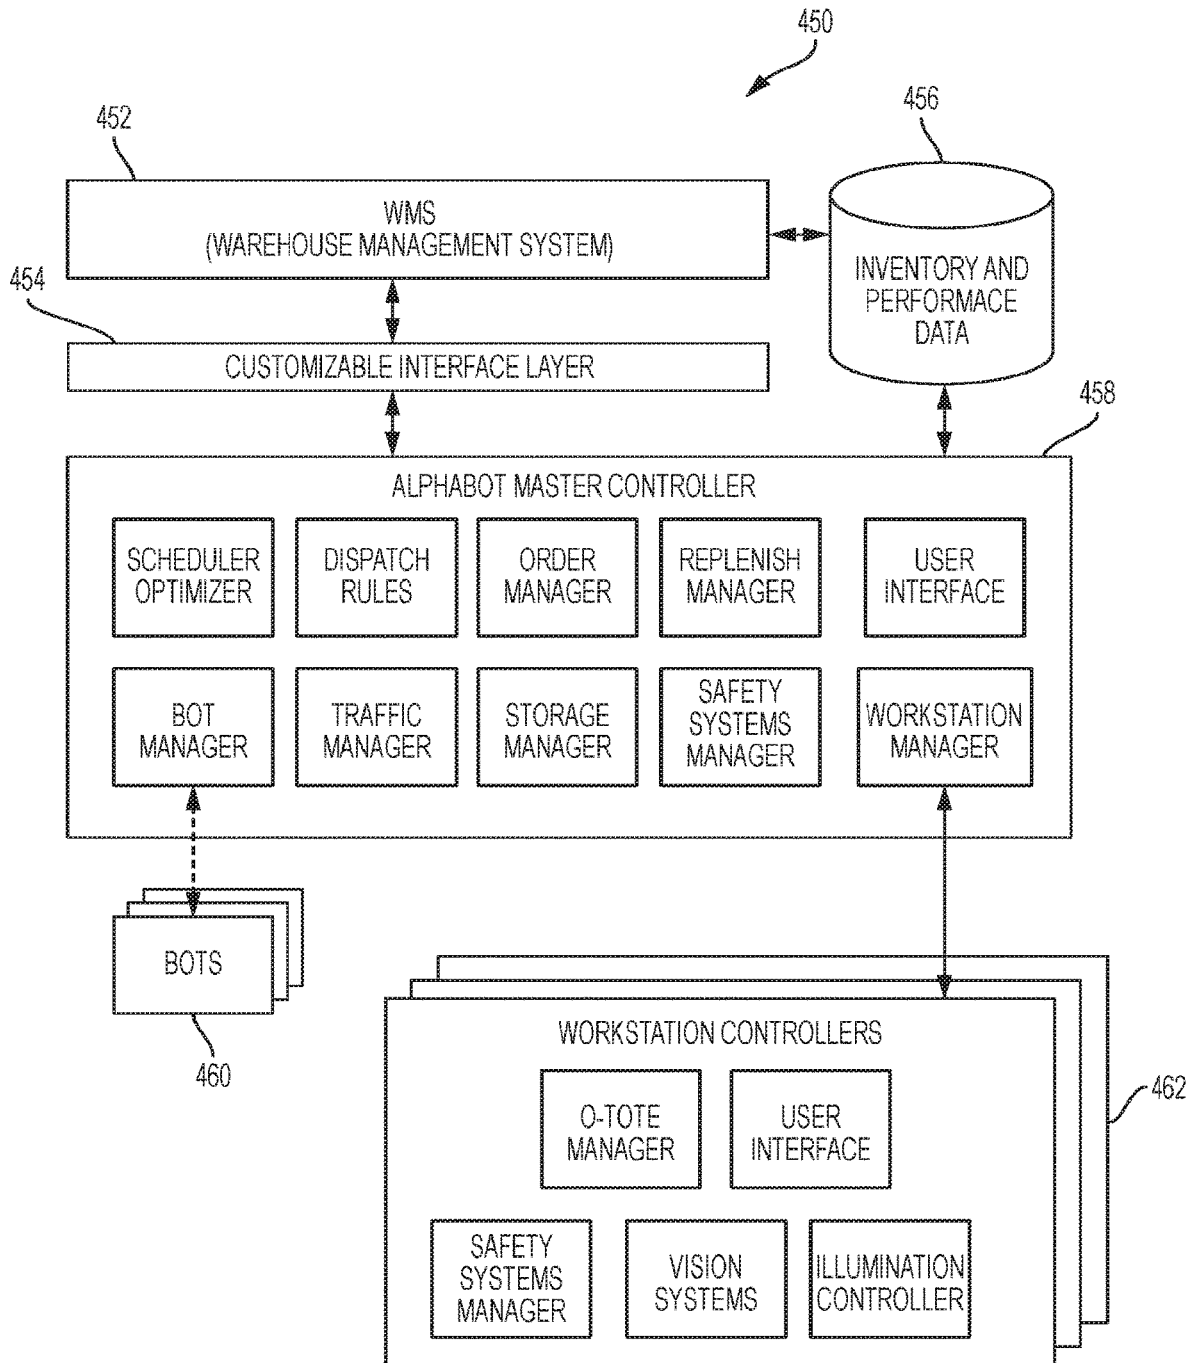 450
452
456
WMS
(WAREHOUSE MANAGEMENT SYSTEM)
INVENTORY AND
PERFORMACE
DATA
454
CUSTOMIZABLE INTERFACE LAYER
458
ALPHABOT MASTER CONTROLLER
SCHEDULER
OPTIMIZER
DISPATCH
RULES
ORDER
MANAGER
REPLENISH
MANAGER
USER
INTERFACE
BOT
MANAGER
TRAFFIC
MANAGER
STORAGE
MANAGER
SAFETY
SYSTEMS
MANAGER
WORKSTATION
MANAGER
BOTS
460
WORKSTATION CONTROLLERS
462
O-TOTE
MANAGER
USER
INTERFACE
SAFETY
SYSTEMS
MANAGER
VISION
SYSTEMS
ILLUMINATION
CONTROLLER